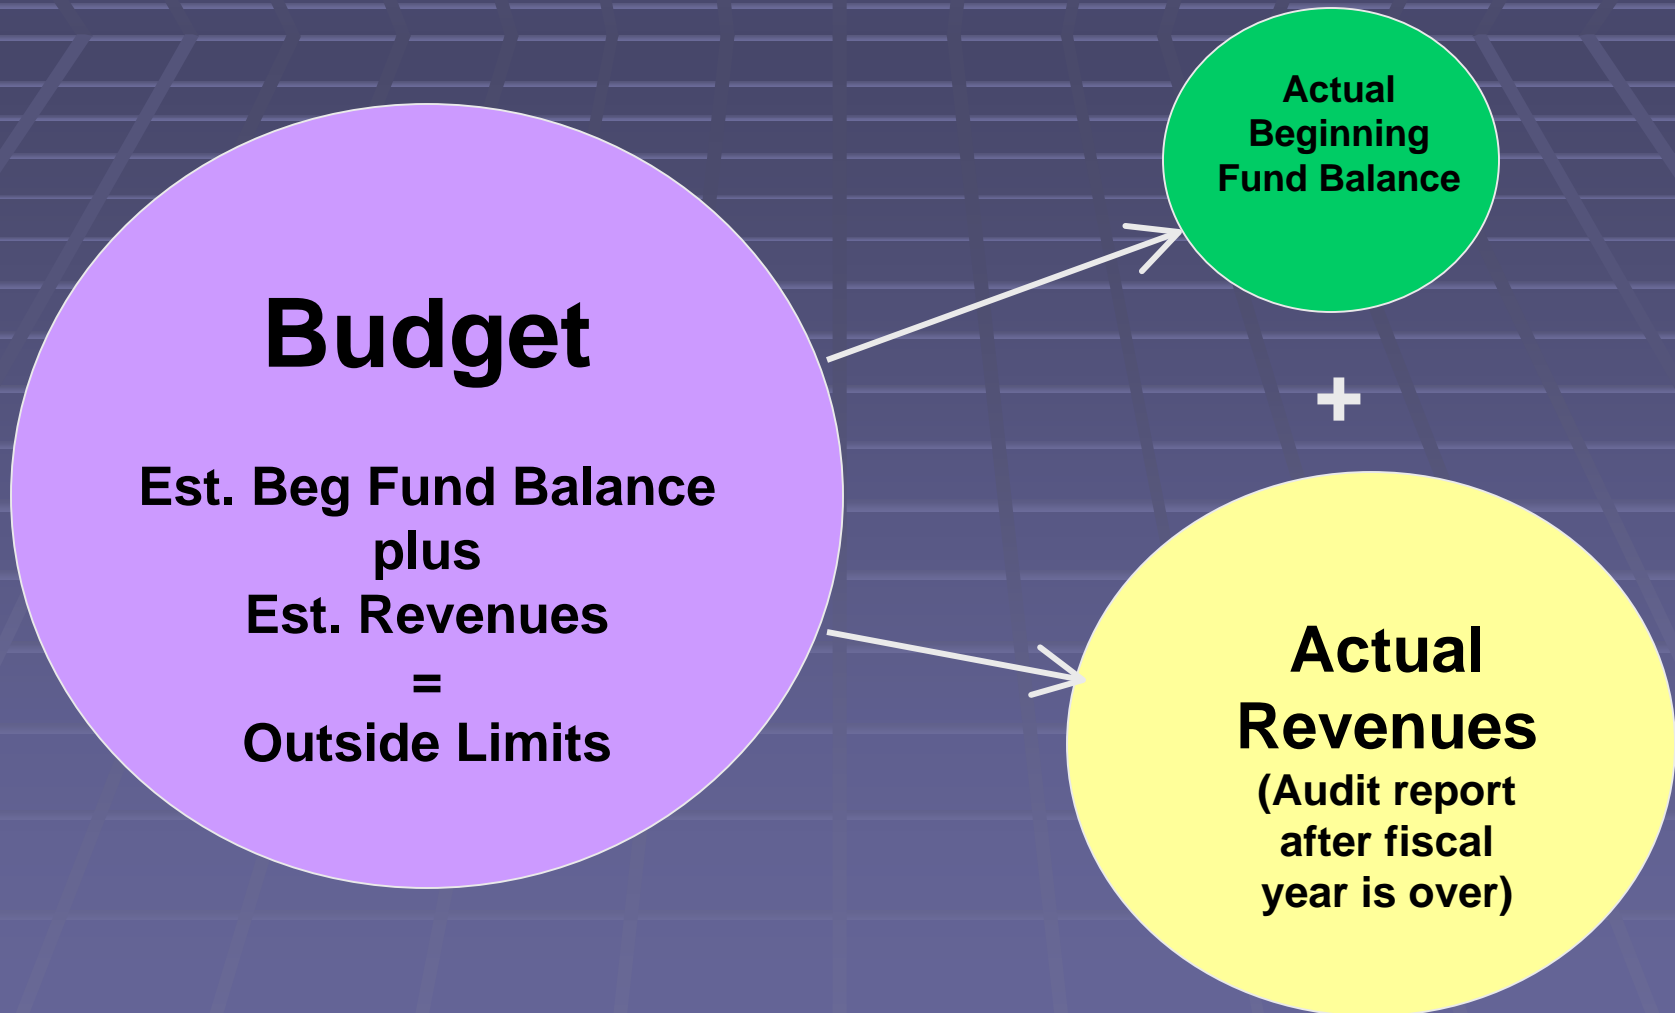 Budget
Est. Beg Fund Balance
plus
Est. Revenues
=
Outside Limits
Actual
Beginning
Fund Balance
+
Actual
Revenues
(Audit report
after fiscal
year is over)